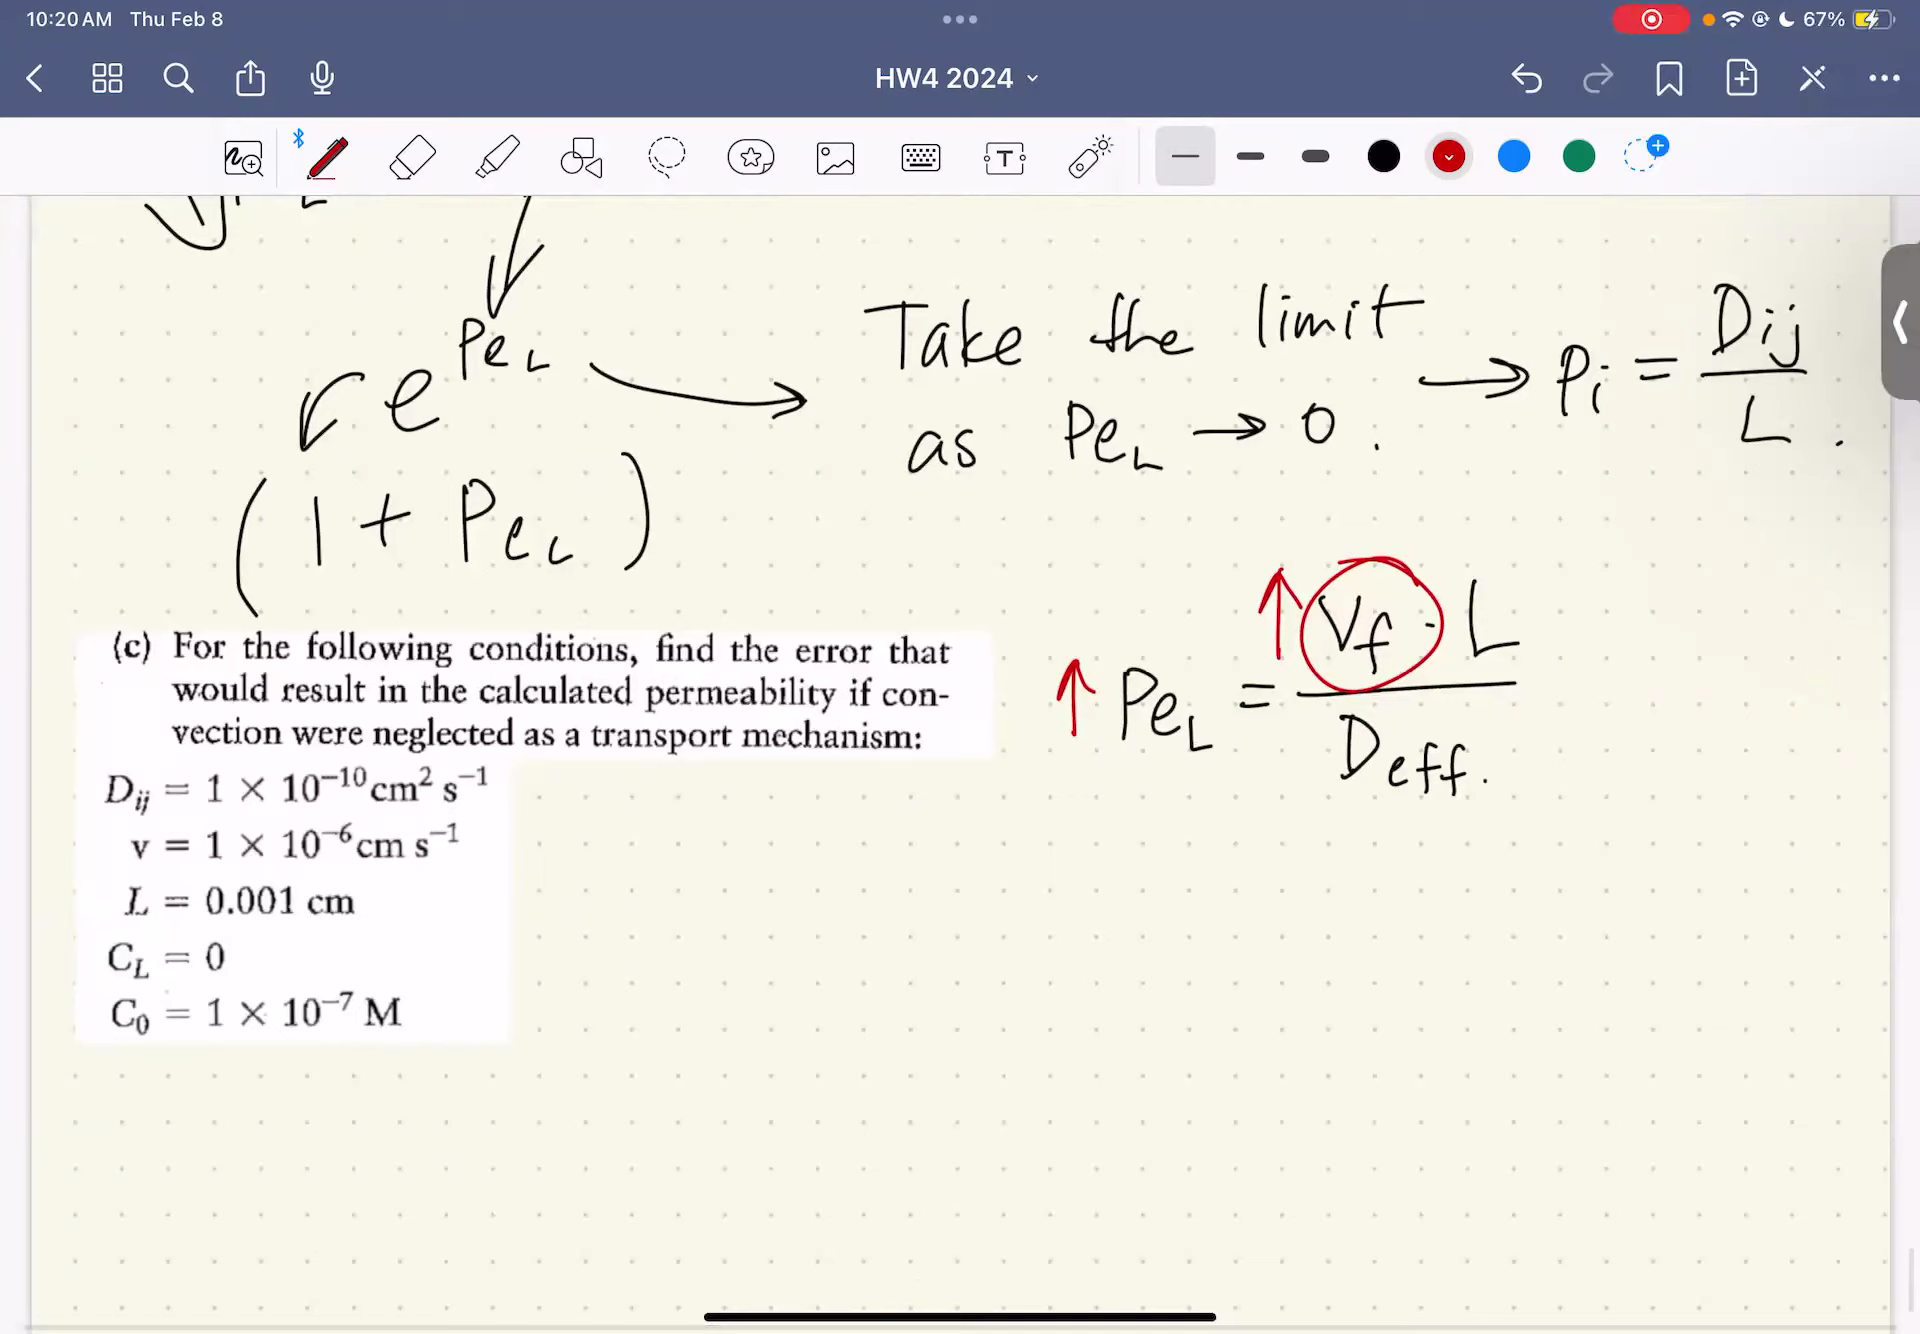 10:20 AM Thu Feb 8
67%
HW4 2024
Pe_L
e
(1 + Pe_L)
Take the limit
as Pe_L → 0.
→ P_i = D_ij / L.
(c) For the following conditions, find the error that
would result in the calculated permeability if con-
vection were neglected as a transport mechanism:
D_ij = 1 × 10⁻¹⁰ cm² s⁻¹
v = 1 × 10⁻⁶ cm s⁻¹
L = 0.001 cm
C_L = 0
C_0 = 1 × 10⁻⁷ M
↑ Pe_L = ↑ V_f · L / D_eff.